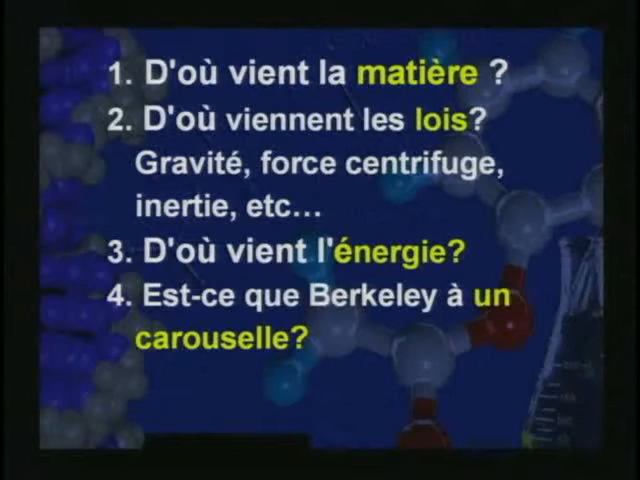 1. D'où vient la matière ?
2. D'où viennent les lois?
Gravité, force centrifuge,
inertie, etc...
3. D'où vient l'énergie?
4. Est-ce que Berkeley à un
carouselle?